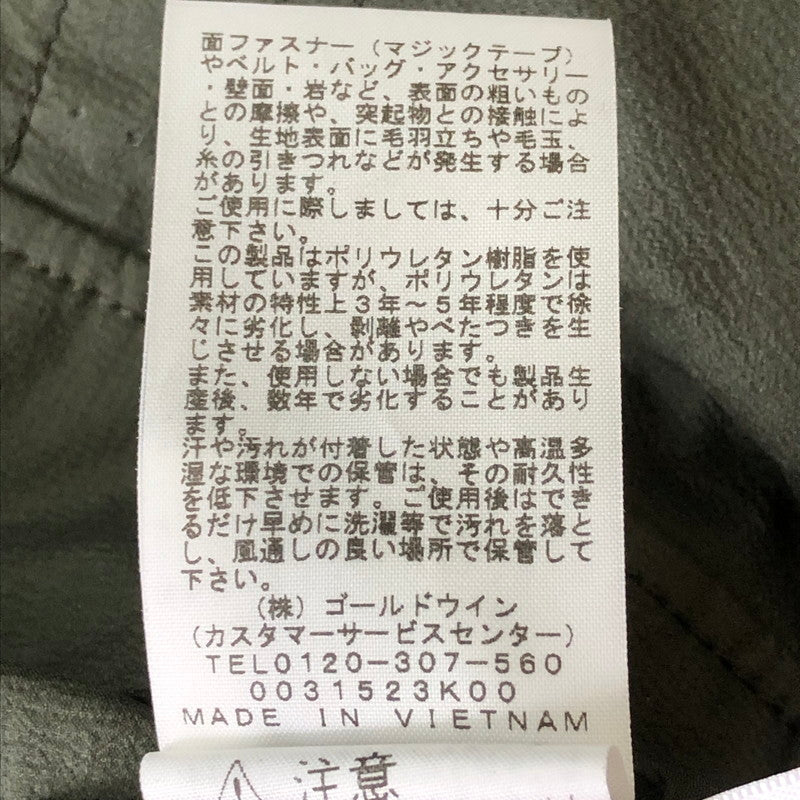 面ファスナー(マジックテープ)
やベルト・バッグ・アクセサリー
・壁面・岩など、表面の粗いもの
との摩擦や、突起物との接触によ
り、生地表面に毛羽立ちや毛玉、
糸の引きつれなどが発生する場合
があります。
ご使用に際しましては、十分ご注
意下さい。
この製品はポリウレタン樹脂を使
用していますが、ポリウレタンは
素材の特性上3年～5年程度で徐
々に劣化し、剝離やべたつきを生
じさせる場合があります。
また、使用しない場合でも製品生
産後、数年で劣化することがあり
ます。
汗や汚れが付着した状態や高温多
湿な環境での保管は、その耐久性
を低下させます。ご使用後はでき
るだけ早めに洗濯等で汚れを落と
し、風通しの良い場所で保管して
下さい。
(株)ゴールドウイン
(カスタマーサービスセンター)
TEL0120-307-560
0031523K00
MADE IN VIETNAM
注意